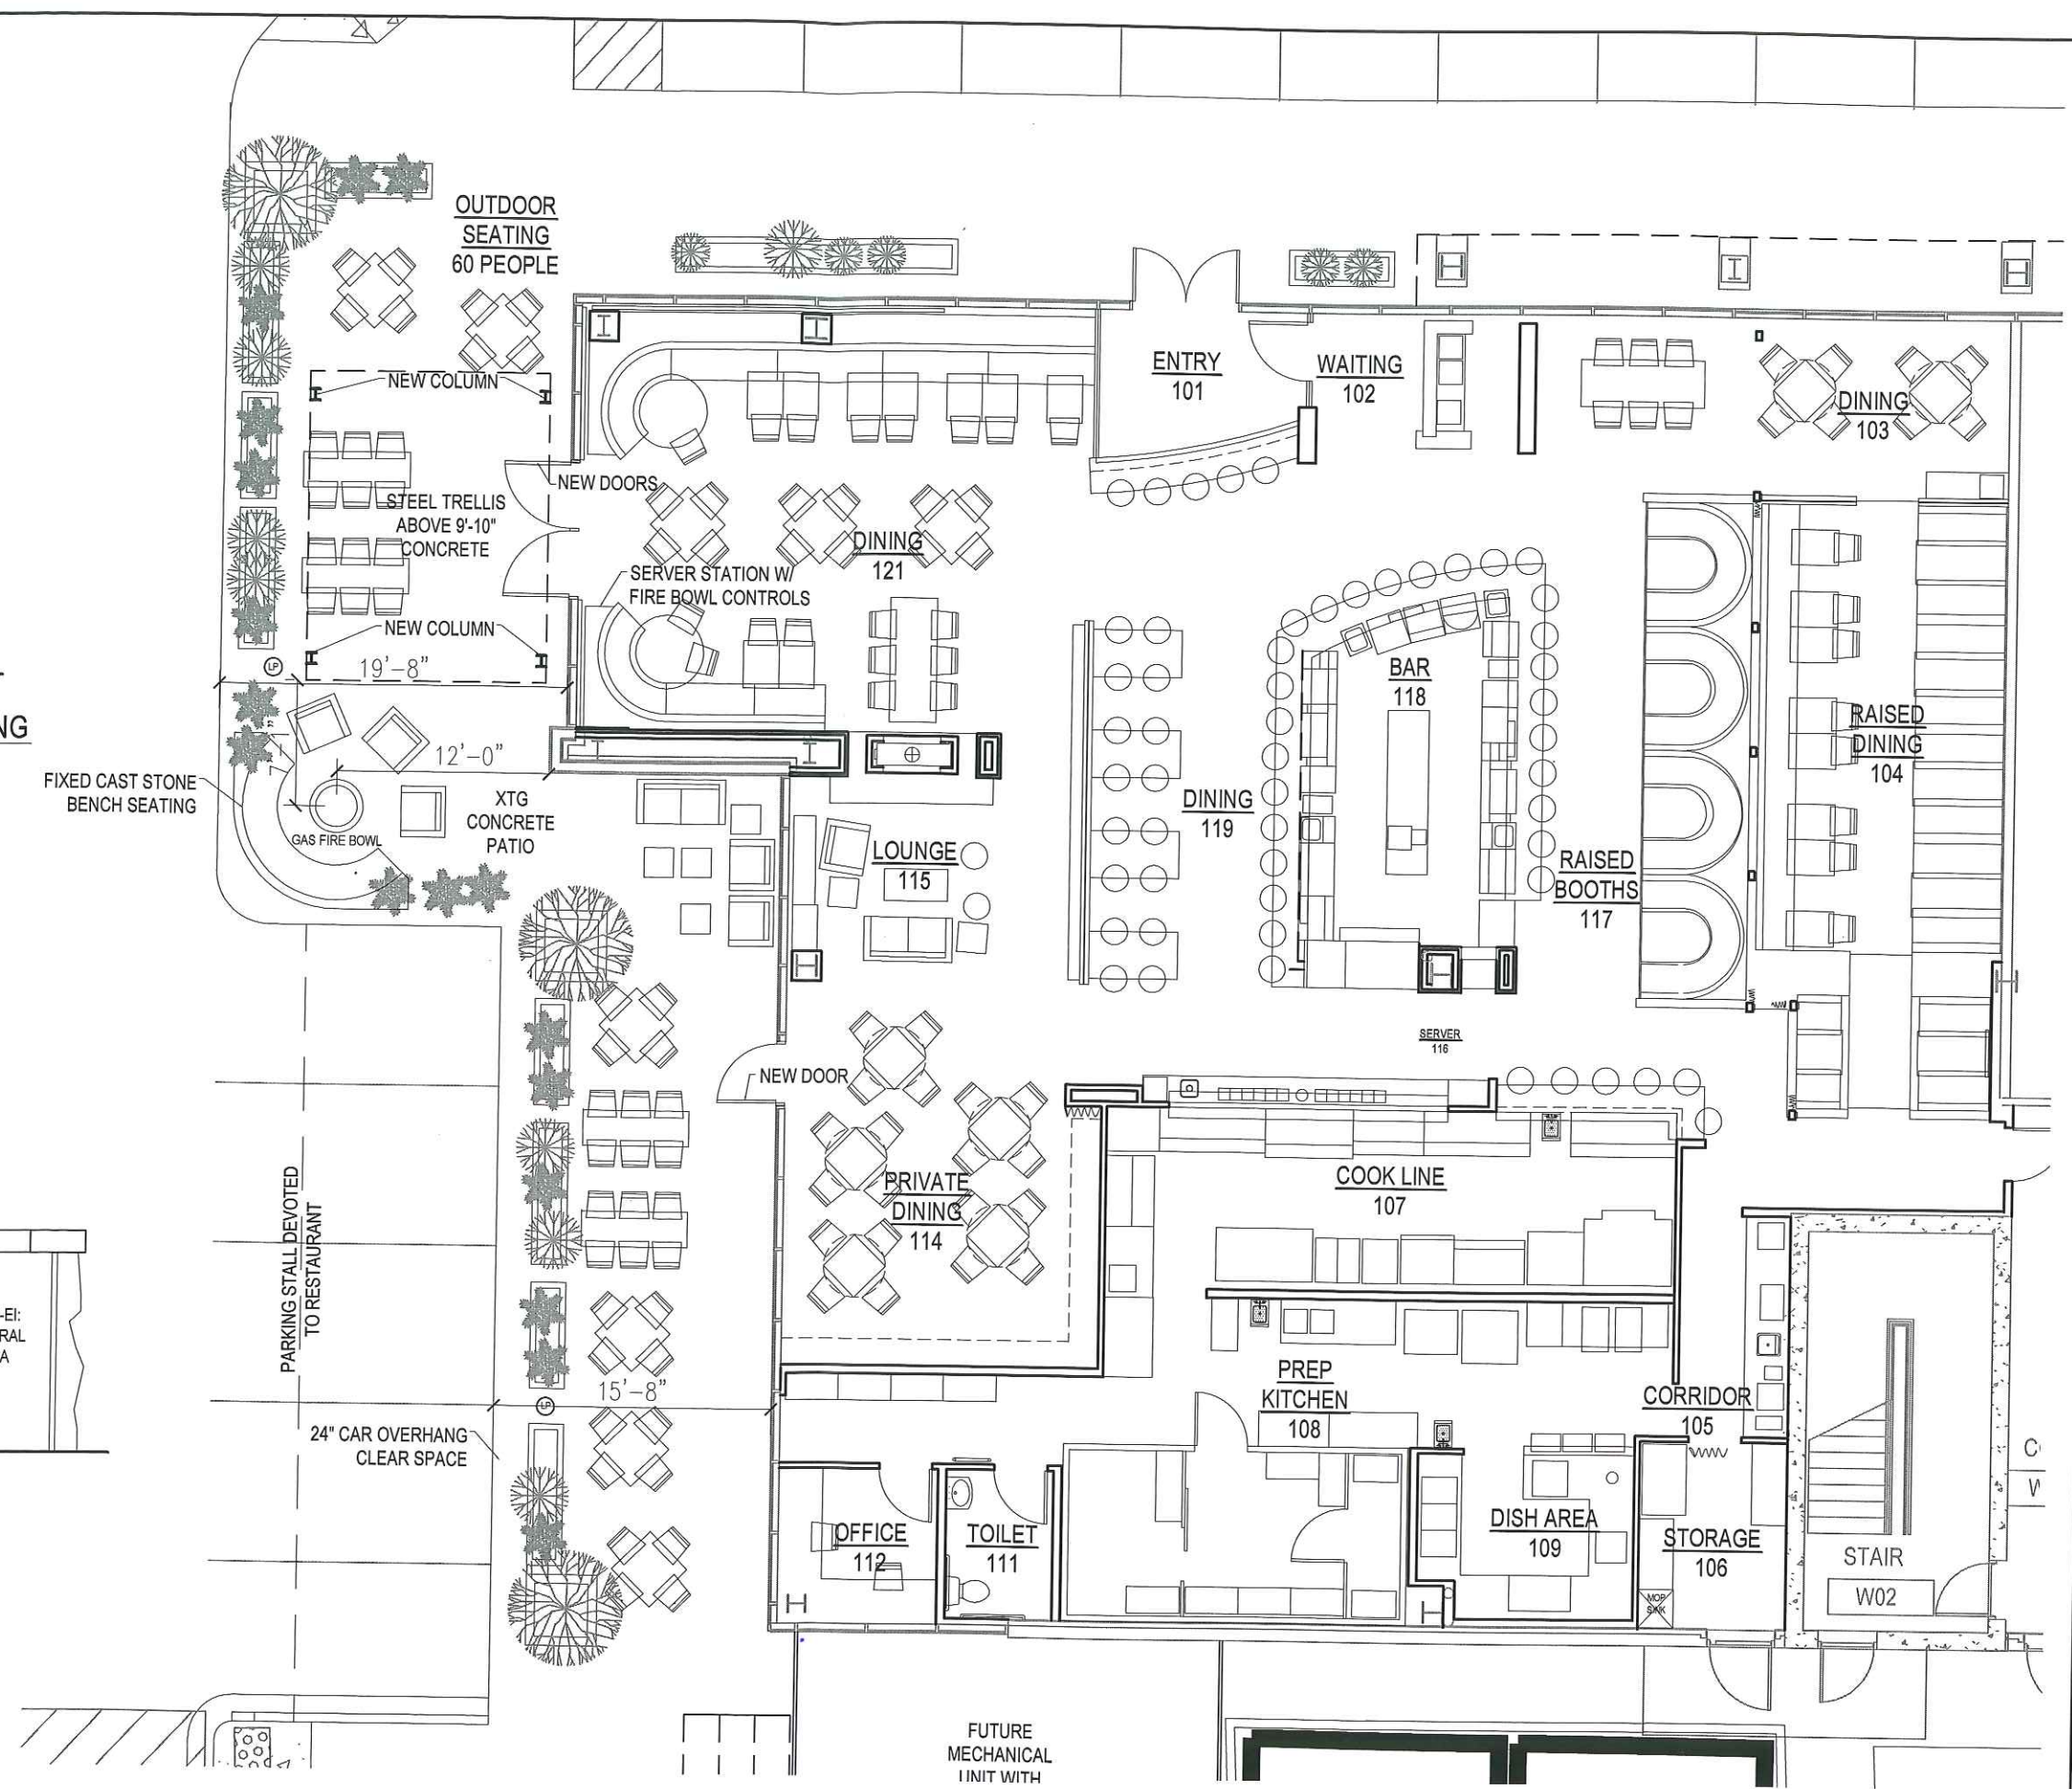 OUTDOOR
SEATING
60 PEOPLE
NEW COLUMN
ENTRY
101
WAITING
102
DINING
103
NEW DOORS
STEEL TRELLIS
ABOVE 9'-10"
CONCRETE
DINING
121
SERVER STATION W/
FIRE BOWL CONTROLS
NEW COLUMN
19'-8"
BAR
118
RAISED
DINING
104
NG
12'-0"
FIXED CAST STONE
BENCH SEATING
XTG
CONCRETE
PATIO
GAS FIRE BOWL
DINING
119
LOUNGE
115
RAISED
BOOTHS
117
SERVER
116
NEW DOOR
PRIVATE
DINING
114
COOK LINE
107
PARKING STALL DEVOTED
TO RESTAURANT
-EI:
RAL
A
15'-8"
PREP
KITCHEN
108
CORRIDOR
105
24" CAR OVERHANG
CLEAR SPACE
LP
LP
OFFICE
112
TOILET
111
DISH AREA
109
STORAGE
106
MOP
SINK
STAIR
W02
FUTURE
MECHANICAL
UNIT WITH